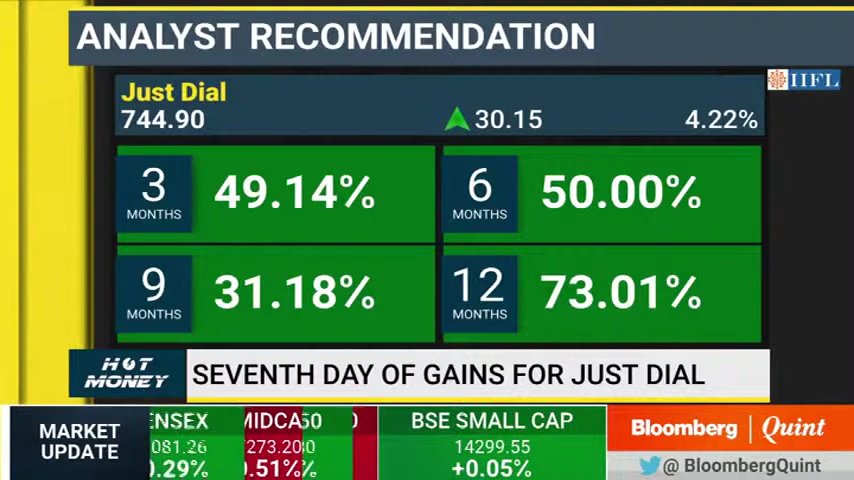 ANALYST RECOMMENDATION
IIFL
Just Dial
744.90 30.15 4.22%
3 MONTHS 49.14%
6 MONTHS 50.00%
9 MONTHS 31.18%
12 MONTHS 73.01%
HOT MONEY
SEVENTH DAY OF GAINS FOR JUST DIAL
MARKET UPDATE
BSE SMALL CAP
14299.55
+0.05%
Bloomberg | Quint
@ BloombergQuint